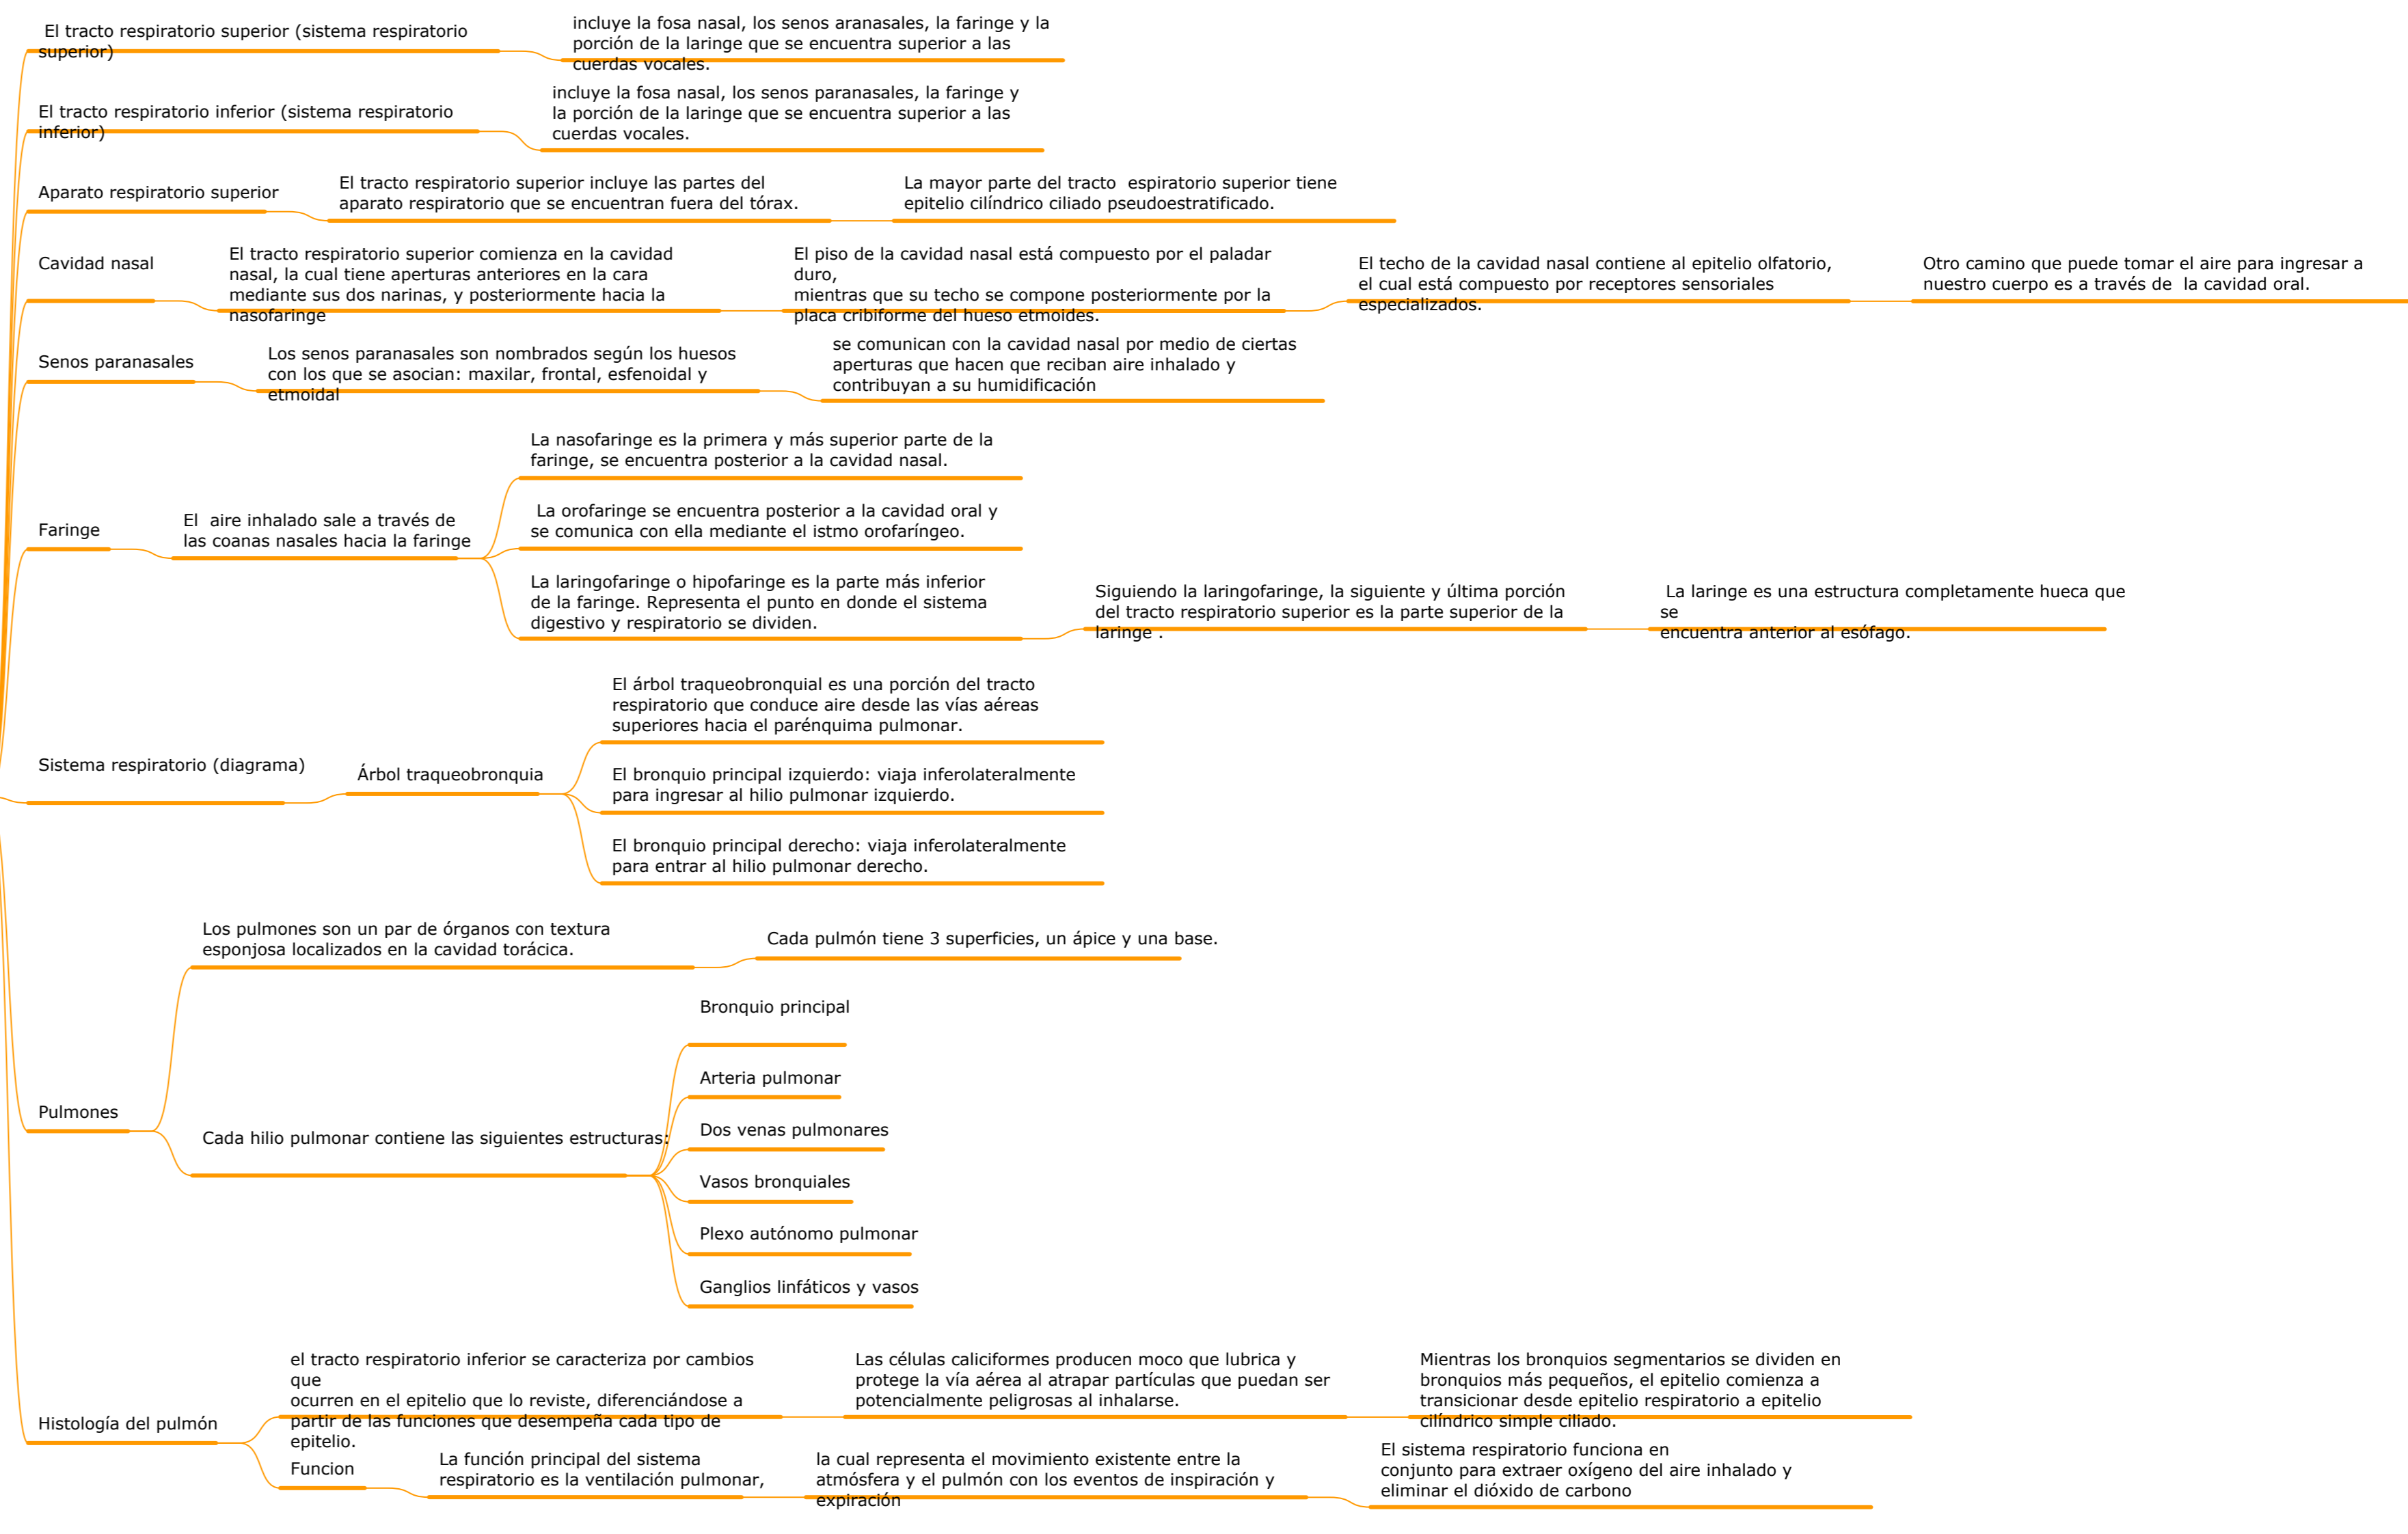 El tracto respiratorio superior (sistema respiratorio
superior)
incluye la fosa nasal, los senos aranasales, la faringe y la
porción de la laringe que se encuentra superior a las
cuerdas vocales.
El tracto respiratorio inferior (sistema respiratorio
inferior)
incluye la fosa nasal, los senos paranasales, la faringe y
la porción de la laringe que se encuentra superior a las
cuerdas vocales.
Aparato respiratorio superior
El tracto respiratorio superior incluye las partes del
aparato respiratorio que se encuentran fuera del tórax.
La mayor parte del tracto  espiratorio superior tiene
epitelio cilíndrico ciliado pseudoestratificado.
Cavidad nasal
El tracto respiratorio superior comienza en la cavidad
nasal, la cual tiene aperturas anteriores en la cara
mediante sus dos narinas, y posteriormente hacia la
nasofaringe
El piso de la cavidad nasal está compuesto por el paladar
duro,
mientras que su techo se compone posteriormente por la
placa cribiforme del hueso etmoides.
El techo de la cavidad nasal contiene al epitelio olfatorio,
el cual está compuesto por receptores sensoriales
especializados.
Otro camino que puede tomar el aire para ingresar a
nuestro cuerpo es a través de  la cavidad oral.
Senos paranasales
Los senos paranasales son nombrados según los huesos
con los que se asocian: maxilar, frontal, esfenoidal y
etmoidal
se comunican con la cavidad nasal por medio de ciertas
aperturas que hacen que reciban aire inhalado y
contribuyan a su humidificación
Faringe
El  aire inhalado sale a través de
las coanas nasales hacia la faringe
La nasofaringe es la primera y más superior parte de la
faringe, se encuentra posterior a la cavidad nasal.
La orofaringe se encuentra posterior a la cavidad oral y
se comunica con ella mediante el istmo orofaríngeo.
La laringofaringe o hipofaringe es la parte más inferior
de la faringe. Representa el punto en donde el sistema
digestivo y respiratorio se dividen.
Siguiendo la laringofaringe, la siguiente y última porción
del tracto respiratorio superior es la parte superior de la
laringe .
La laringe es una estructura completamente hueca que
se
encuentra anterior al esófago.
Sistema respiratorio (diagrama)
Árbol traqueobronquia
El árbol traqueobronquial es una porción del tracto
respiratorio que conduce aire desde las vías aéreas
superiores hacia el parénquima pulmonar.
El bronquio principal izquierdo: viaja inferolateralmente
para ingresar al hilio pulmonar izquierdo.
El bronquio principal derecho: viaja inferolateralmente
para entrar al hilio pulmonar derecho.
Pulmones
Los pulmones son un par de órganos con textura
esponjosa localizados en la cavidad torácica.
Cada pulmón tiene 3 superficies, un ápice y una base.
Cada hilio pulmonar contiene las siguientes estructuras:
Bronquio principal
Arteria pulmonar
Dos venas pulmonares
Vasos bronquiales
Plexo autónomo pulmonar
Ganglios linfáticos y vasos
Histología del pulmón
el tracto respiratorio inferior se caracteriza por cambios
que
ocurren en el epitelio que lo reviste, diferenciándose a
partir de las funciones que desempeña cada tipo de
epitelio.
Las células caliciformes producen moco que lubrica y
protege la vía aérea al atrapar partículas que puedan ser
potencialmente peligrosas al inhalarse.
Mientras los bronquios segmentarios se dividen en
bronquios más pequeños, el epitelio comienza a
transicionar desde epitelio respiratorio a epitelio
cilíndrico simple ciliado.
Funcion
La función principal del sistema
respiratorio es la ventilación pulmonar,
la cual representa el movimiento existente entre la
atmósfera y el pulmón con los eventos de inspiración y
expiración
El sistema respiratorio funciona en
conjunto para extraer oxígeno del aire inhalado y
eliminar el dióxido de carbono